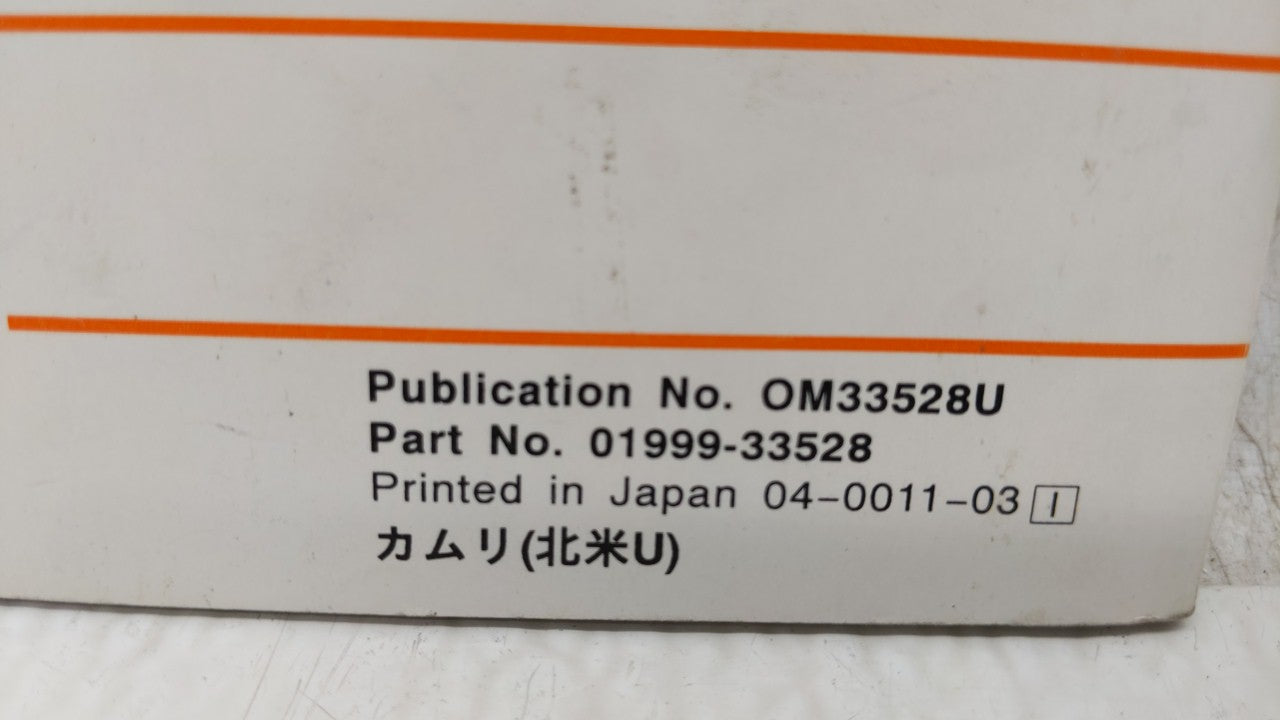 Publication No. OM33528U
Part No. 01999-33528
Printed in Japan 04-0011-03 I
カムリ(北米U)